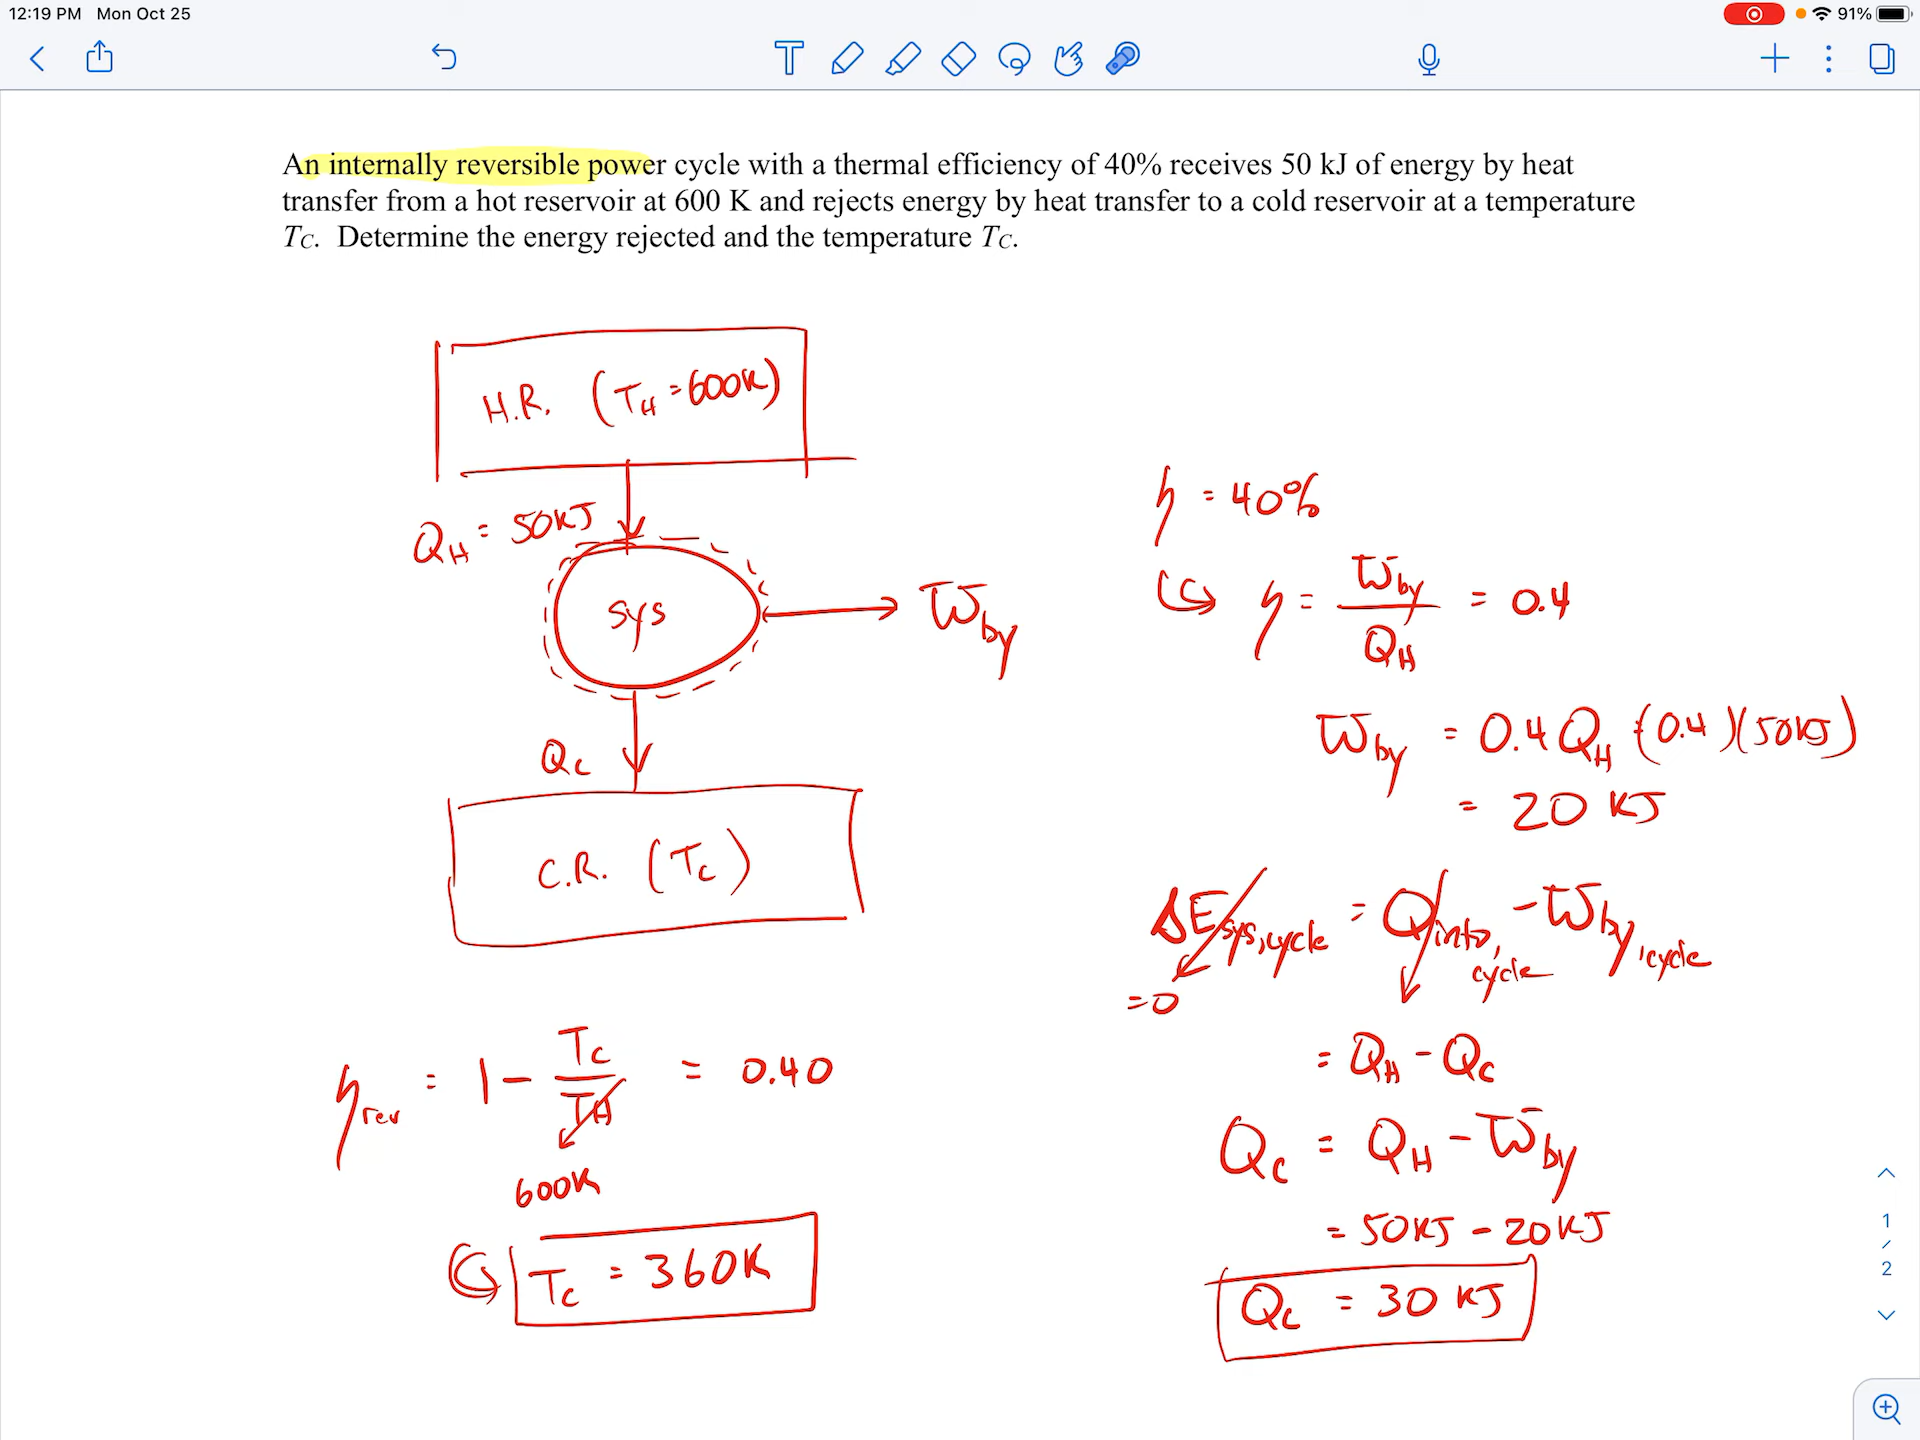 12:19 PM Mon Oct 25
91%
An internally reversible power cycle with a thermal efficiency of 40% receives 50 kJ of energy by heat
transfer from a hot reservoir at 600 K and rejects energy by heat transfer to a cold reservoir at a temperature
TC. Determine the energy rejected and the temperature TC.
H.R. (TH = 600K)
QH = 50KJ
sys
Wby
QC
C.R. (TC)
ηrev = 1 - TC/TH = 0.40
600K
TC = 360K
η = 40%
η = Wby/QH = 0.4
Wby = 0.4 QH = (0.4)(50KJ)
= 20 KJ
ΔEsys,cycle = Qinto,cycle - Wby,cycle
=0
= QH - QC
QC = QH - Wby
= 50KJ - 20KJ
QC = 30 KJ
1
/
2